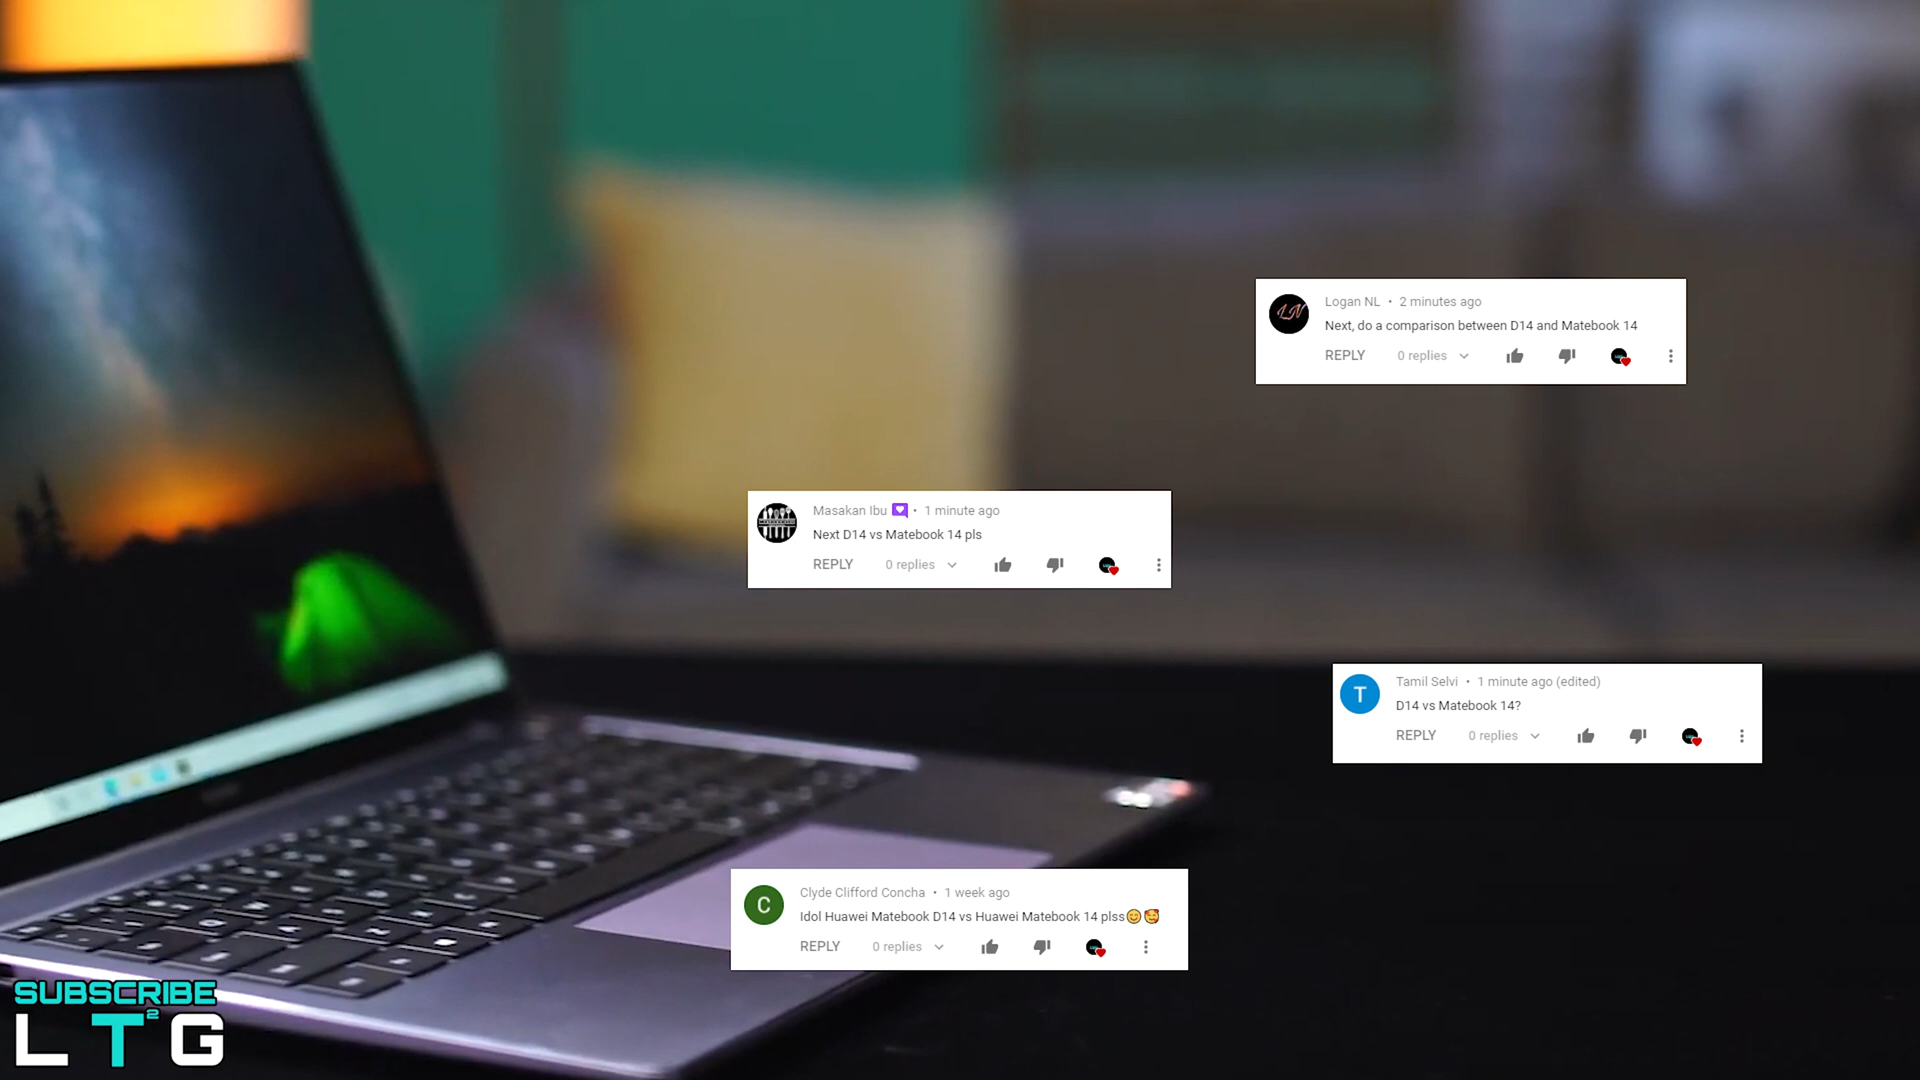 Logan NL • 2 minutes ago
Next, do a comparison between D14 and Matebook 14
REPLY 0 replies
Masakan Ibu • 1 minute ago
Next D14 vs Matebook 14 pls
REPLY 0 replies
Tamil Selvi • 1 minute ago (edited)
D14 vs Matebook 14?
REPLY 0 replies
Clyde Clifford Concha • 1 week ago
Idol Huawei Matebook D14 vs Huawei Matebook 14 plss😊🥰
REPLY 0 replies
SUBSCRIBE
LT²G
LN
T
C